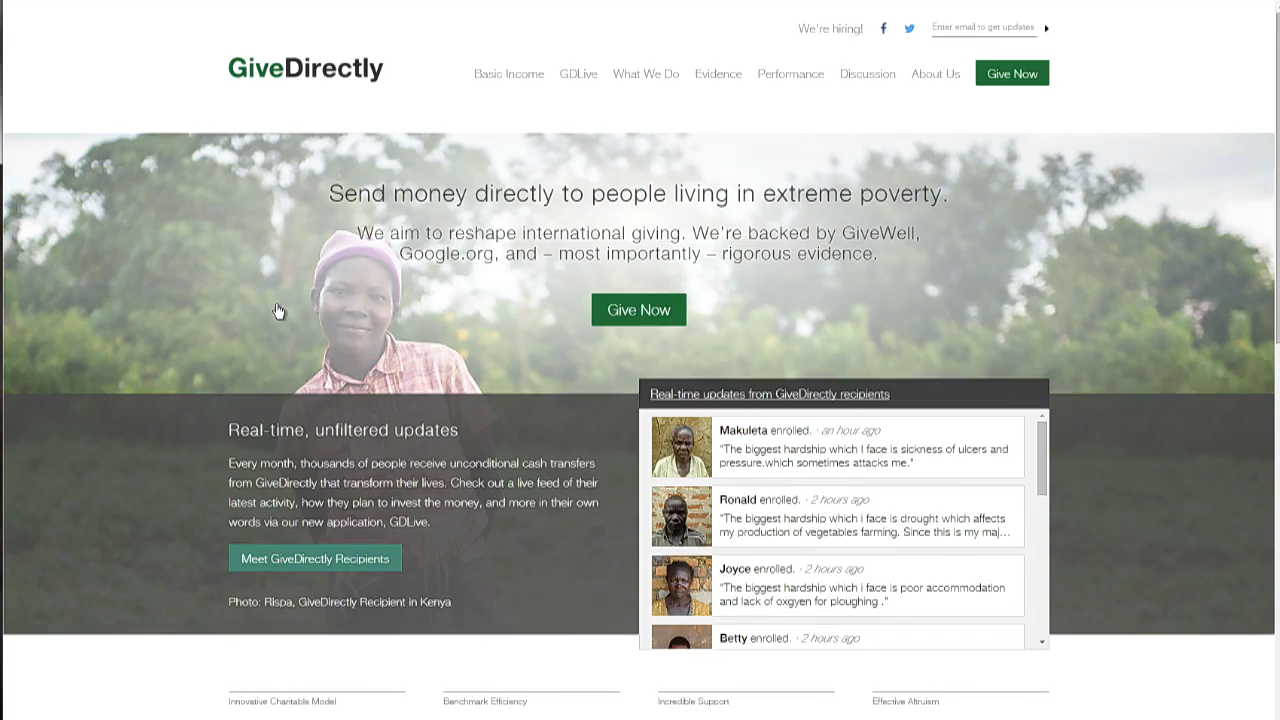 We're hiring!
Enter email to get updates
GiveDirectly
Basic Income GDLive What We Do Evidence Performance Discussion About Us Give Now
Send money directly to people living in extreme poverty.
We aim to reshape international giving. We're backed by GiveWell,
Google.org, and – most importantly – rigorous evidence.
Give Now
Real-time, unfiltered updates
Every month, thousands of people receive unconditional cash transfers
from GiveDirectly that transform their lives. Check out a live feed of their
latest activity, how they plan to invest the money, and more in their own
words via our new application, GDLive.
Meet GiveDirectly Recipients
Photo: Rispa, GiveDirectly Recipient in Kenya
Real-time updates from GiveDirectly recipients
Makuleta enrolled. · an hour ago
"The biggest hardship which I face is sickness of ulcers and
pressure.which sometimes attacks me."
Ronald enrolled. · 2 hours ago
"The biggest hardship which i face is drought which affects
my production of vegetables farming. Since this is my maj...
Joyce enrolled. · 2 hours ago
"The biggest hardship which i face is poor accommodation
and lack of oxgyen for ploughing ."
Betty enrolled. · 2 hours ago
Innovative Charitable Model
Benchmark Efficiency
Incredible Support
Effective Altruism